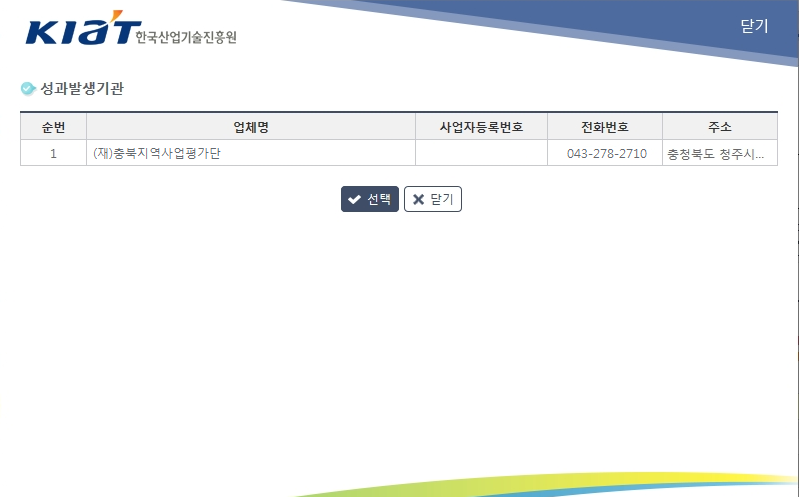 닫기
KIAT 한국산업기술진흥원
성과발생기관
순번 업체명 사업자등록번호 전화번호 주소
1 (재)충북지역사업평가단 043-278-2710 충청북도 청주시...
선택 닫기